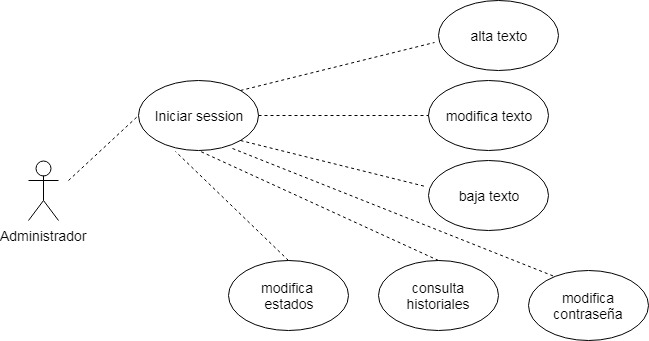 alta texto
Iniciar session
modifica texto
baja texto
Administrador
modifica
estados
consulta
historiales
modifica
contraseña